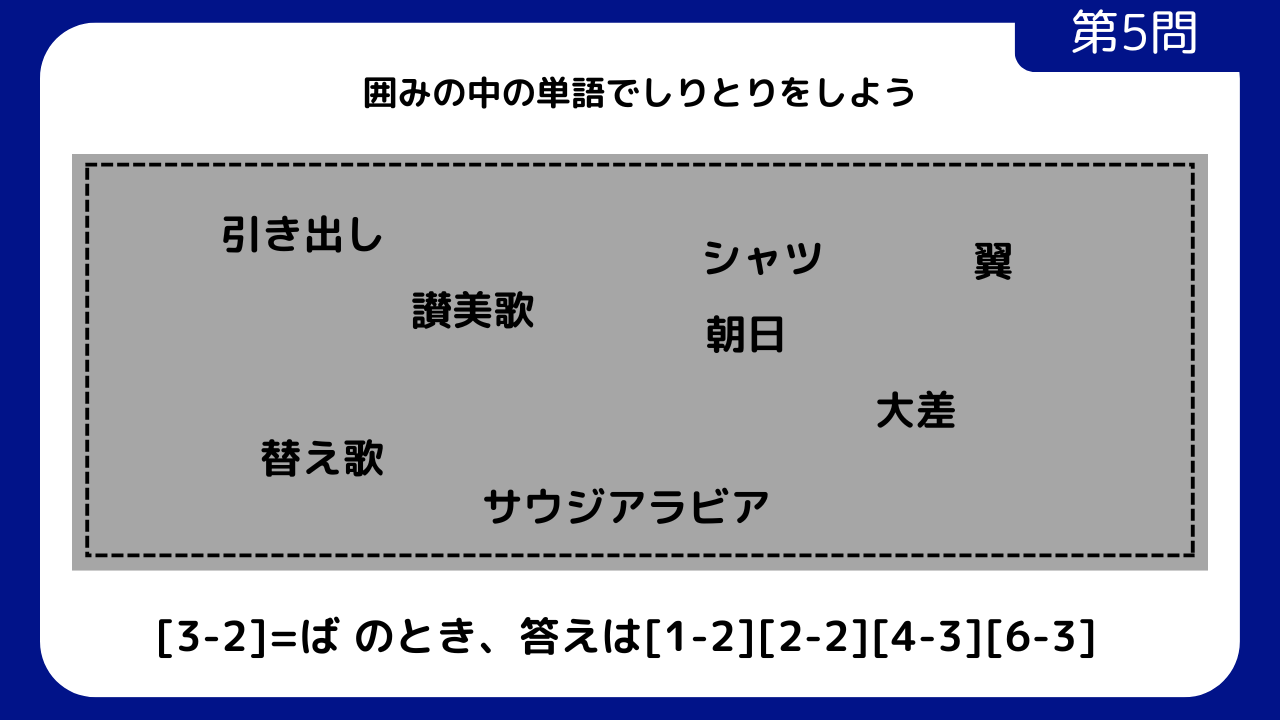 第5問
囲みの中の単語でしりとりをしよう
引き出し
シャツ
翼
讃美歌
朝日
大差
替え歌
サウジアラビア
[3-2]=ば のとき、答えは[1-2][2-2][4-3][6-3]